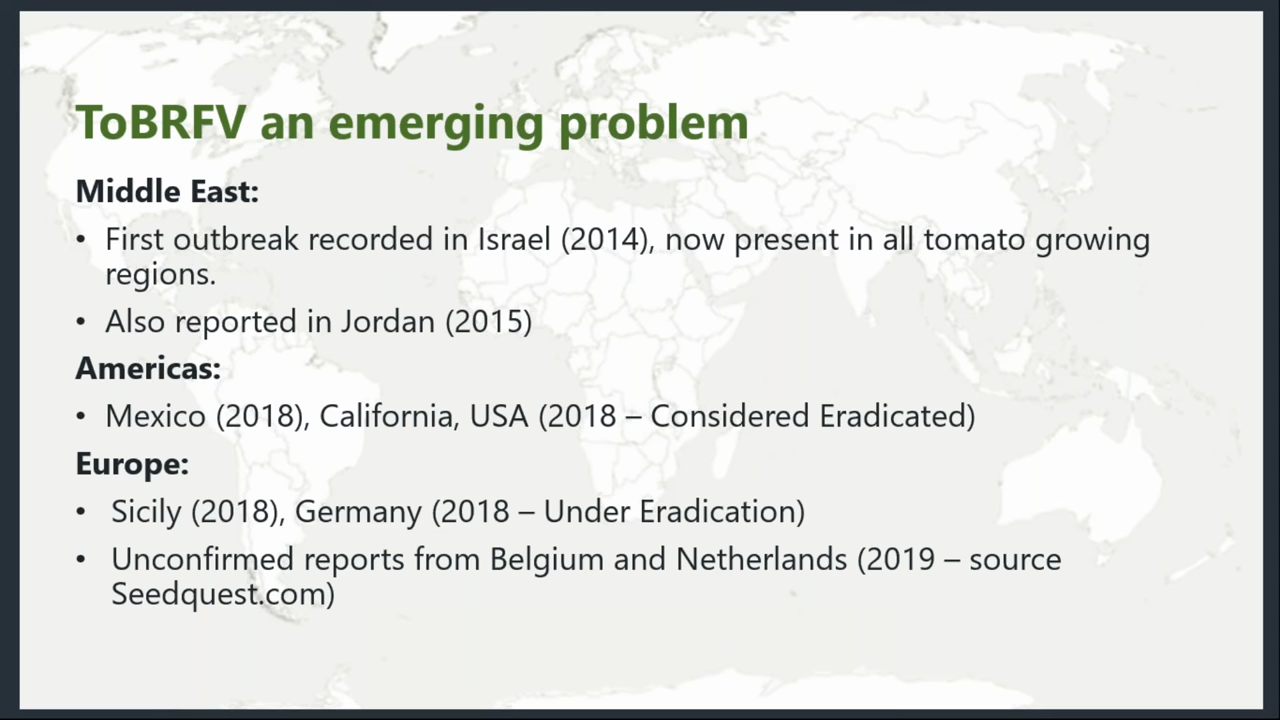 ToBRFV an emerging problem
Middle East:
• First outbreak recorded in Israel (2014), now present in all tomato growing
regions.
• Also reported in Jordan (2015)
Americas:
• Mexico (2018), California, USA (2018 – Considered Eradicated)
Europe:
• Sicily (2018), Germany (2018 – Under Eradication)
• Unconfirmed reports from Belgium and Netherlands (2019 – source
Seedquest.com)